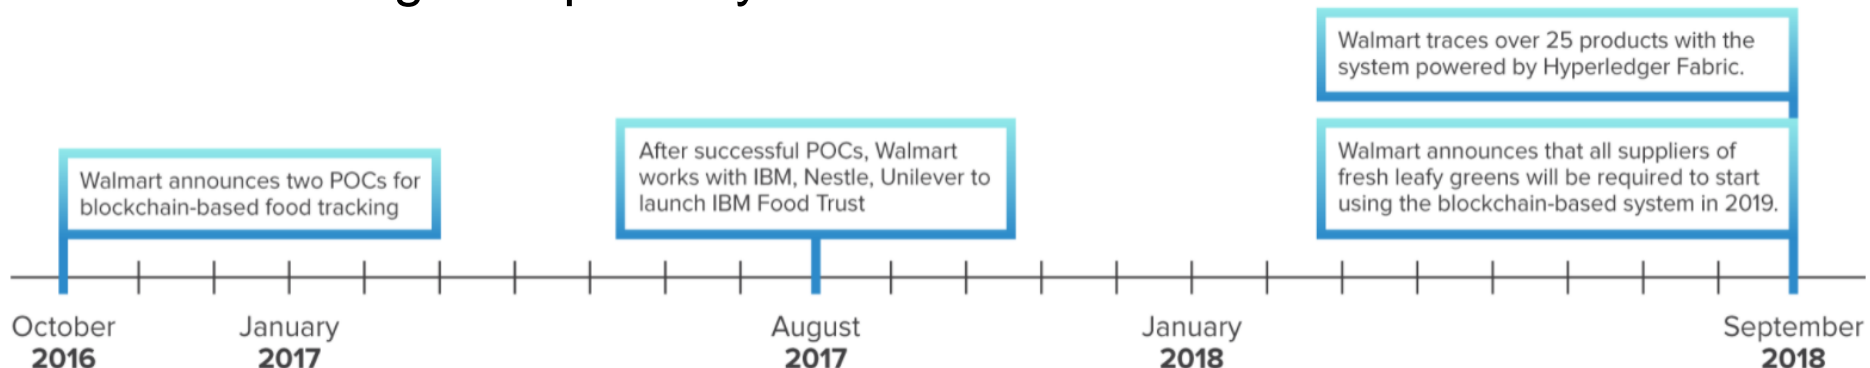 Walmart traces over 25 products with the
system powered by Hyperledger Fabric.
Walmart announces two POCs for
blockchain-based food tracking
After successful POCs, Walmart
works with IBM, Nestle, Unilever to
launch IBM Food Trust
Walmart announces that all suppliers of
fresh leafy greens will be required to start
using the blockchain-based system in 2019.
October
2016
January
2017
August
2017
January
2018
September
2018